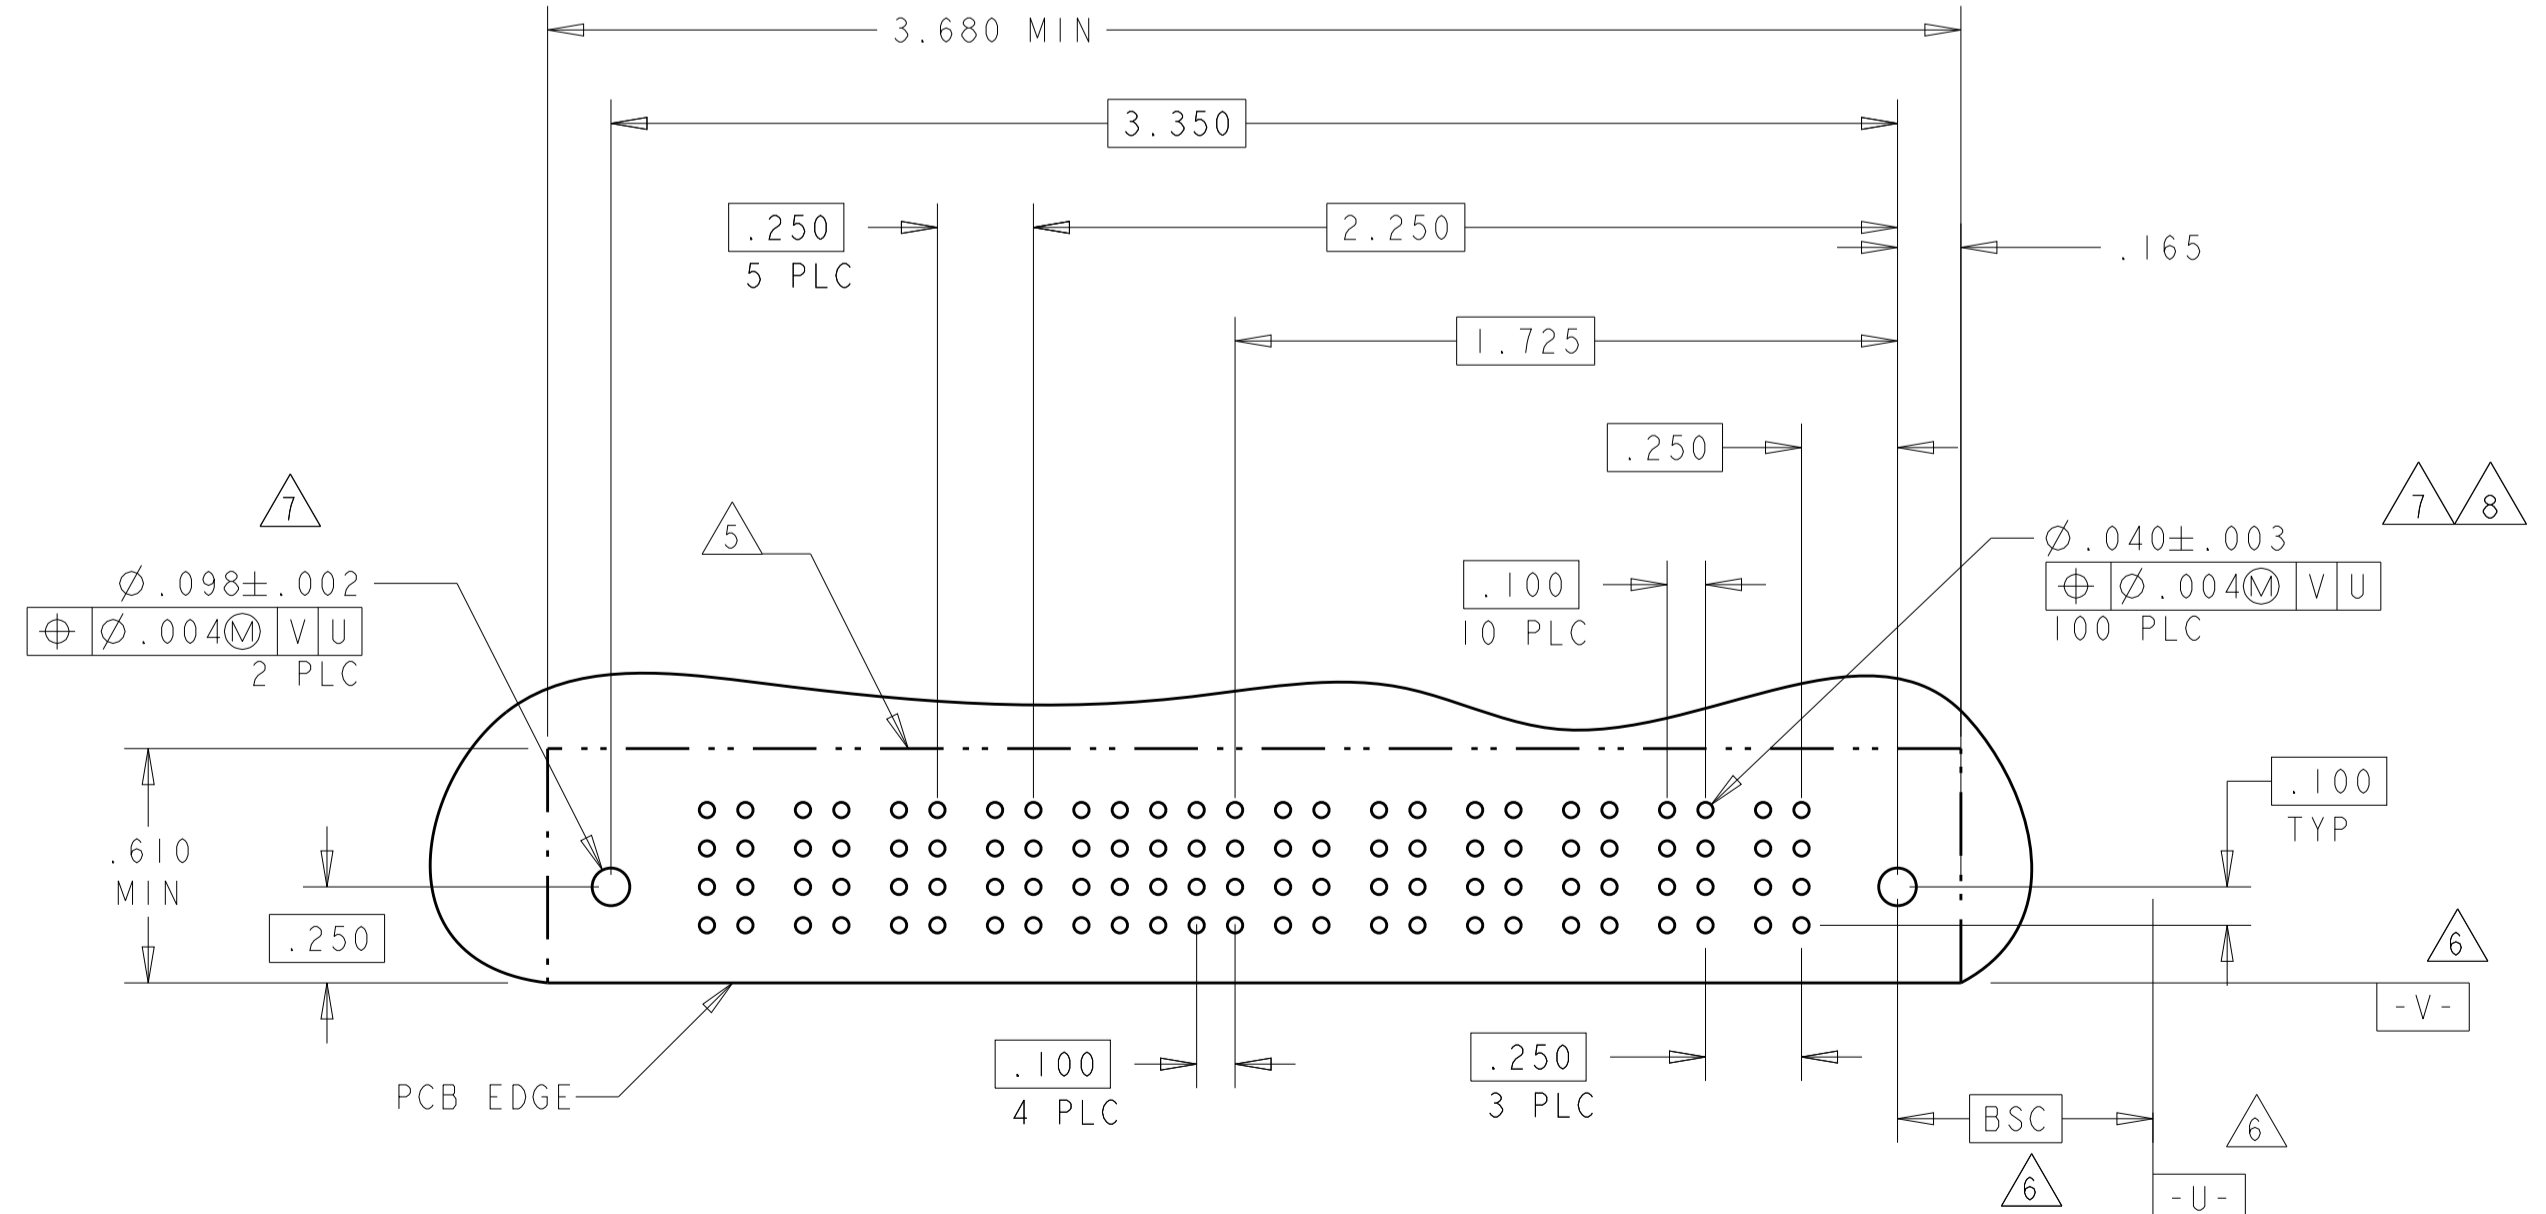 3.680 MIN
3.350
.250
5 PLC
2.250
.165
1.725
.250
7
7 8
5
Ø.040±.003
⌖ Ø.004Ⓜ V U
100 PLC
Ø.098±.002
⌖ Ø.004Ⓜ V U
2 PLC
.100
10 PLC
.100
TYP
.610
MIN
.250
6
-V-
.100
4 PLC
.250
3 PLC
PCB EDGE
BSC
6
6
-U-